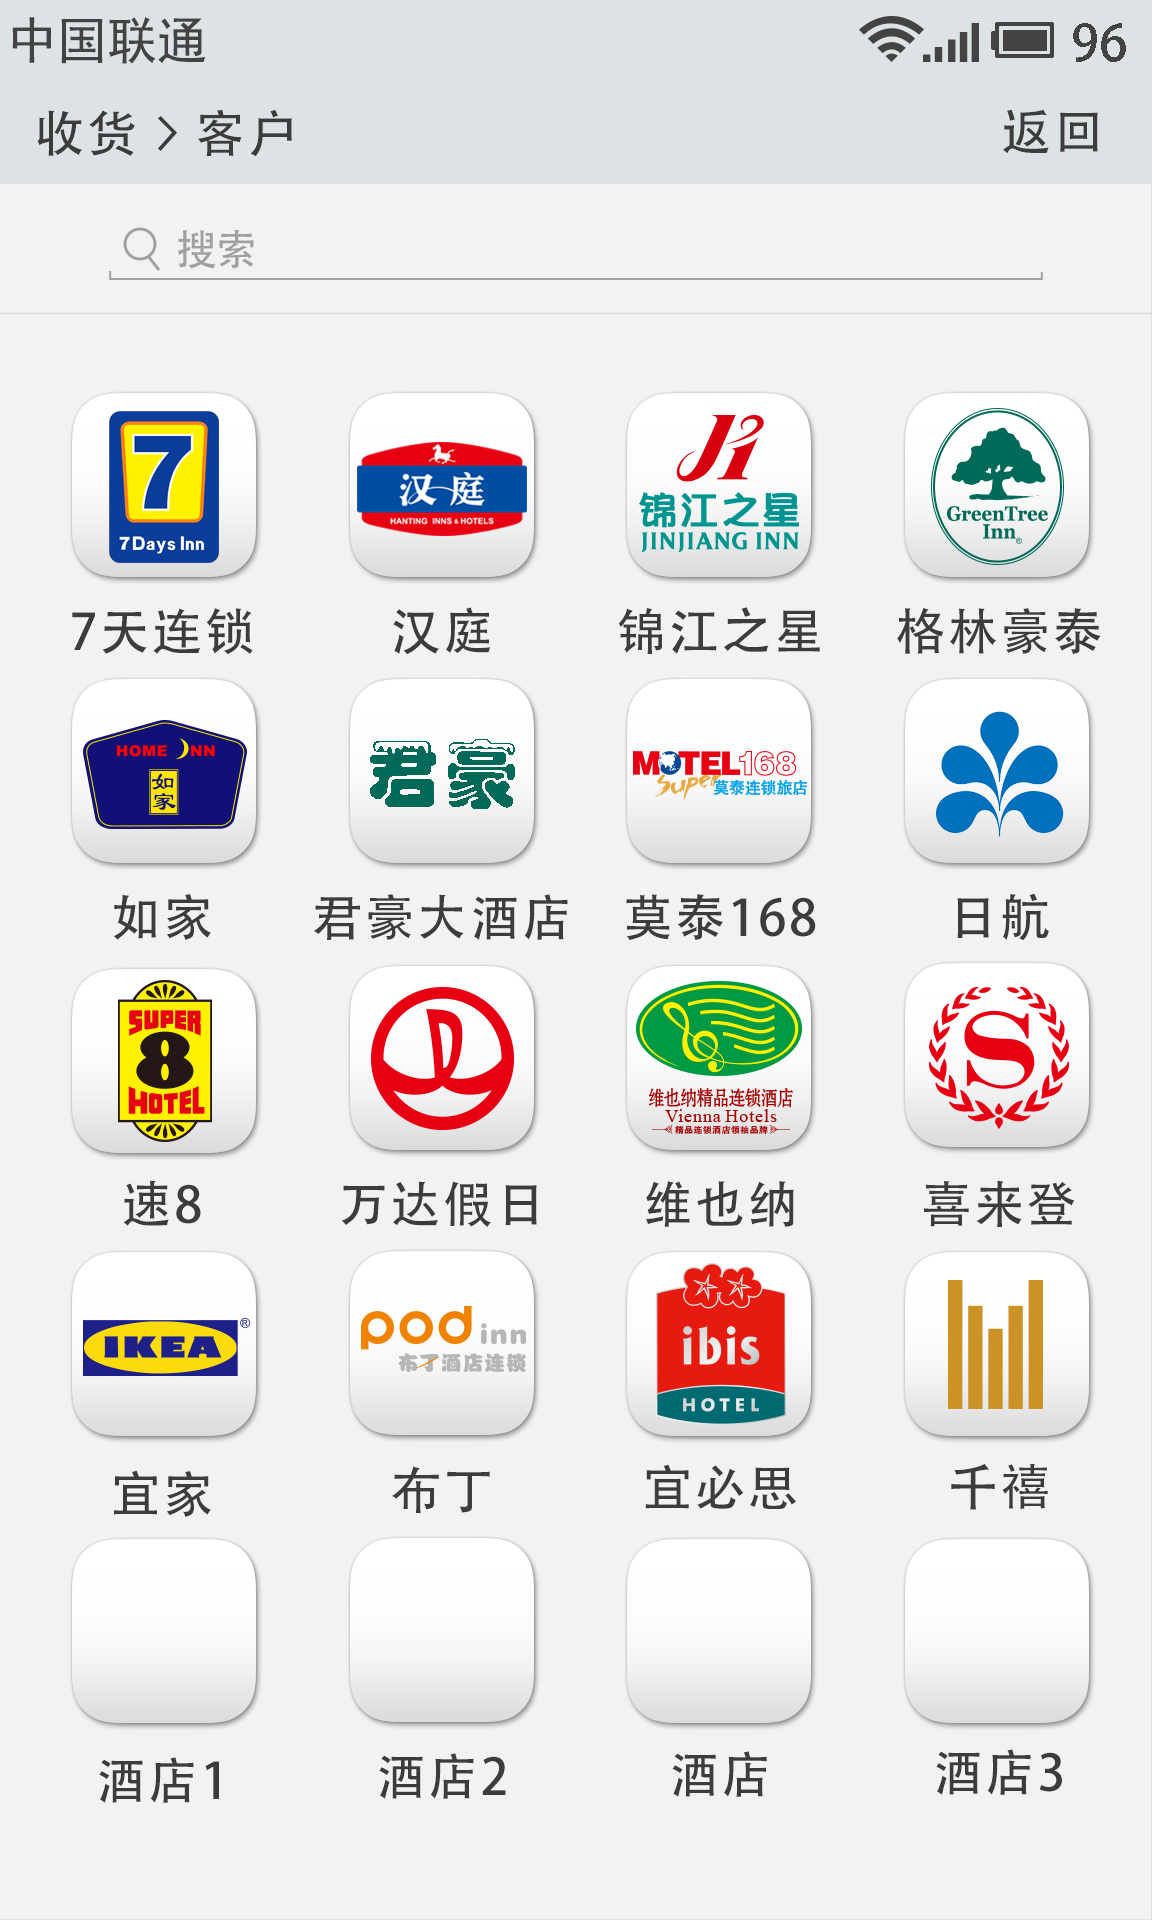 中国联通 96
收货 > 客户 返回
搜索
7
7Days Inn
汉庭
HANTING INNS & HOTELS
JI
锦江之星
JINJIANG INN
GreenTree
Inn®
7天连锁 汉庭 锦江之星 格林豪泰
HOME INN
如家
君豪
MOTEL168
Super 莫泰连锁旅店
如家 君豪大酒店 莫泰168 日航
SUPER
8
HOTEL
维也纳精品连锁酒店
Vienna Hotels
精品连锁酒店领袖品牌
S
速8 万达假日 维也纳 喜来登
IKEA®
pod inn
布丁酒店连锁
ibis
HOTEL
宜家 布丁 宜必思 千禧
酒店1 酒店2 酒店 酒店3